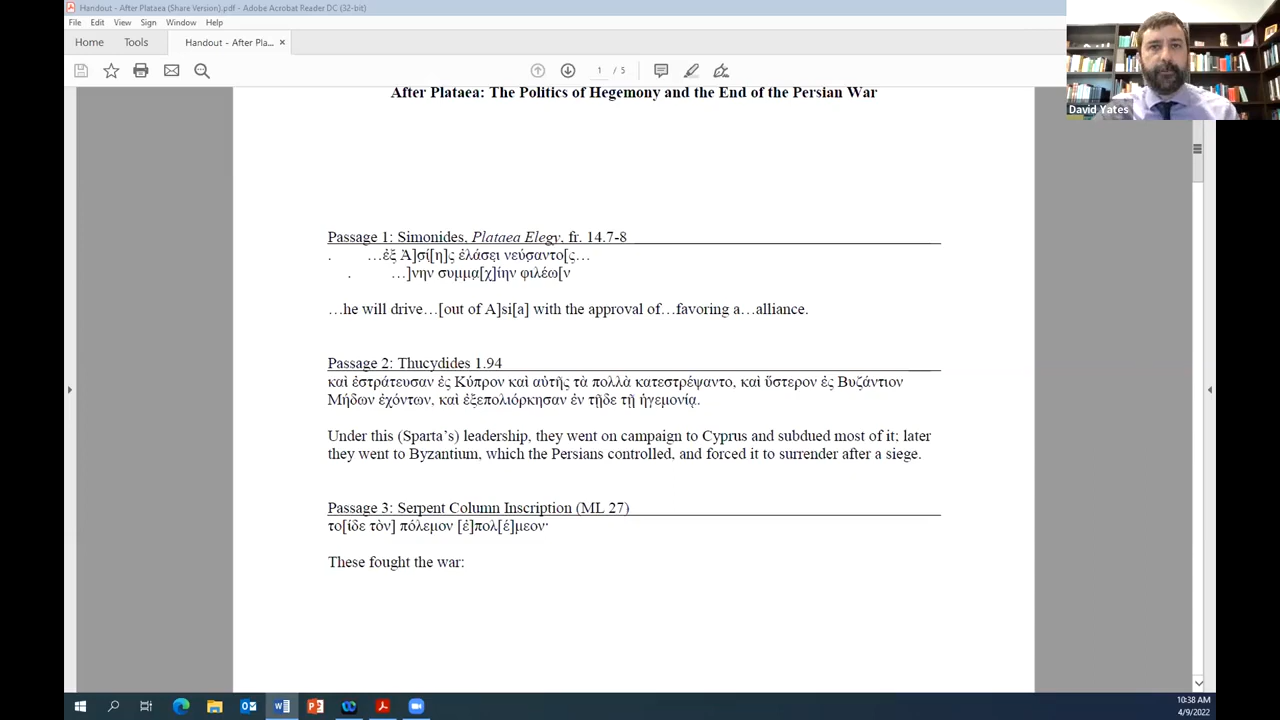 Handout - After Plataea (Share Version).pdf - Adobe Acrobat Reader DC (32-bit)
File Edit View Sign Window Help
Home Tools Handout - After Pla... ×
1 / 5
David Yates
After Plataea: The Politics of Hegemony and the End of the Persian War
Passage 1: Simonides, Plataea Elegy, fr. 14.7-8
. …ἐξ Ἀ]σί[η]ς ἐλάσει νεύσαντο[ς…
. …]νην συμμα[χ]ίην φιλέω[ν
…he will drive…[out of A]si[a] with the approval of…favoring a…alliance.
Passage 2: Thucydides 1.94
καὶ ἐστράτευσαν ἐς Κύπρον καὶ αὐτῆς τὰ πολλὰ κατεστρέψαντο, καὶ ὕστερον ἐς Βυζάντιον
Μήδων ἐχόντων, καὶ ἐξεπολιόρκησαν ἐν τῇδε τῇ ἡγεμονίᾳ.
Under this (Sparta’s) leadership, they went on campaign to Cyprus and subdued most of it; later
they went to Byzantium, which the Persians controlled, and forced it to surrender after a siege.
Passage 3: Serpent Column Inscription (ML 27)
το[ίδε τὸν] πόλεμον [ἐ]πολ[έ]μεον·
These fought the war:
10:38 AM
4/9/2022